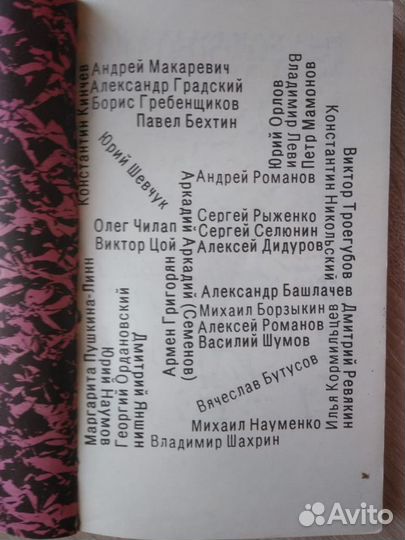 Андрей Макаревич
Александр Градский
Борис Гребенщиков
Павел Бехтин
Константин Кинчев
Юрий Шевчук
Юрий Орлов
Владимир Леви
Петр Мамонов
Константин Никольский
Виктор Троегубов
Андрей Романов
Сергей Рыженко
Сергей Селюнин
Алексей Дидуров
Олег Чилап
Виктор Цой
Армен Григорян
Аркадий Аркадий (Семенов)
Александр Башлачев
Михаил Борзыкин
Алексей Романов
Василий Шумов
Илья Кормильцев
Дмитрий Ревякин
Вячеслав Бутусов
Маргарита Пушкина-Линн
Юрий Наумов
Георгий Ордановский
Дмитрий Яншин
Михаил Науменко
Владимир Шахрин
Avito